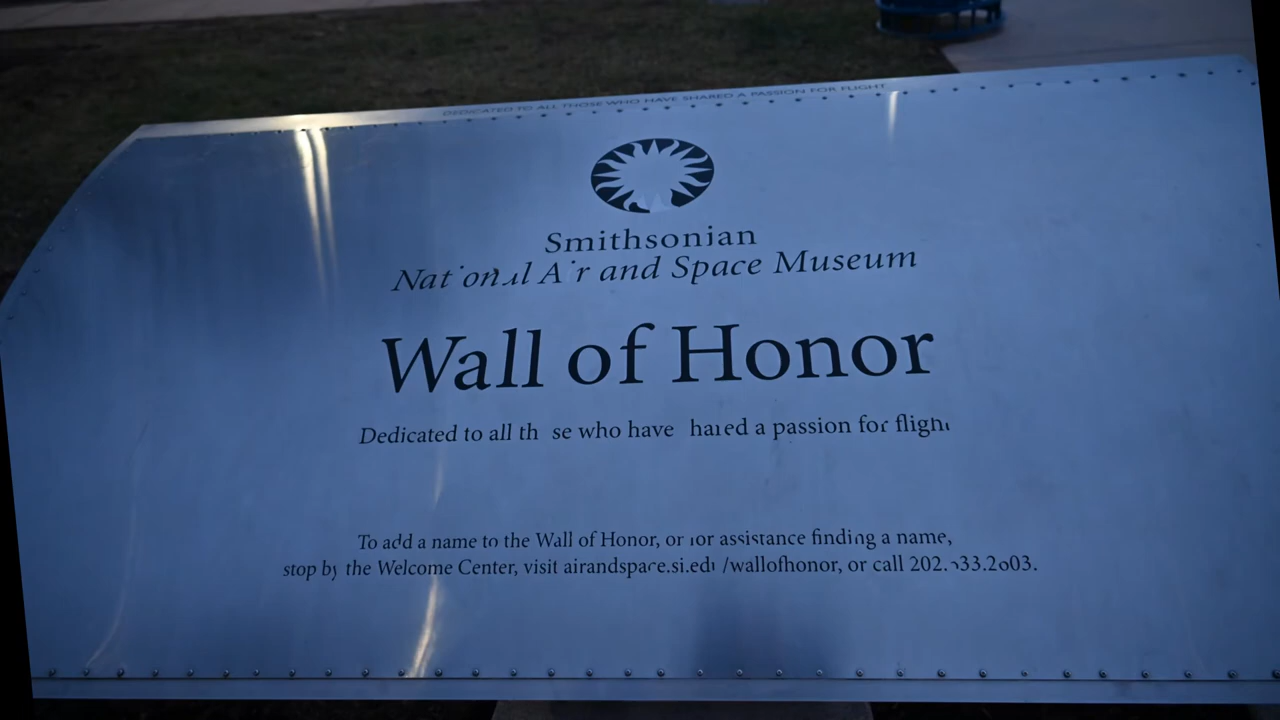 DEDICATED TO ALL THOSE WHO HAVE SHARED A PASSION FOR FLIGHT
Smithsonian
National Air and Space Museum
Wall of Honor
Dedicated to all those who have shared a passion for flight
To add a name to the Wall of Honor, or for assistance finding a name,
stop by the Welcome Center, visit airandspace.si.edu/wallofhonor, or call